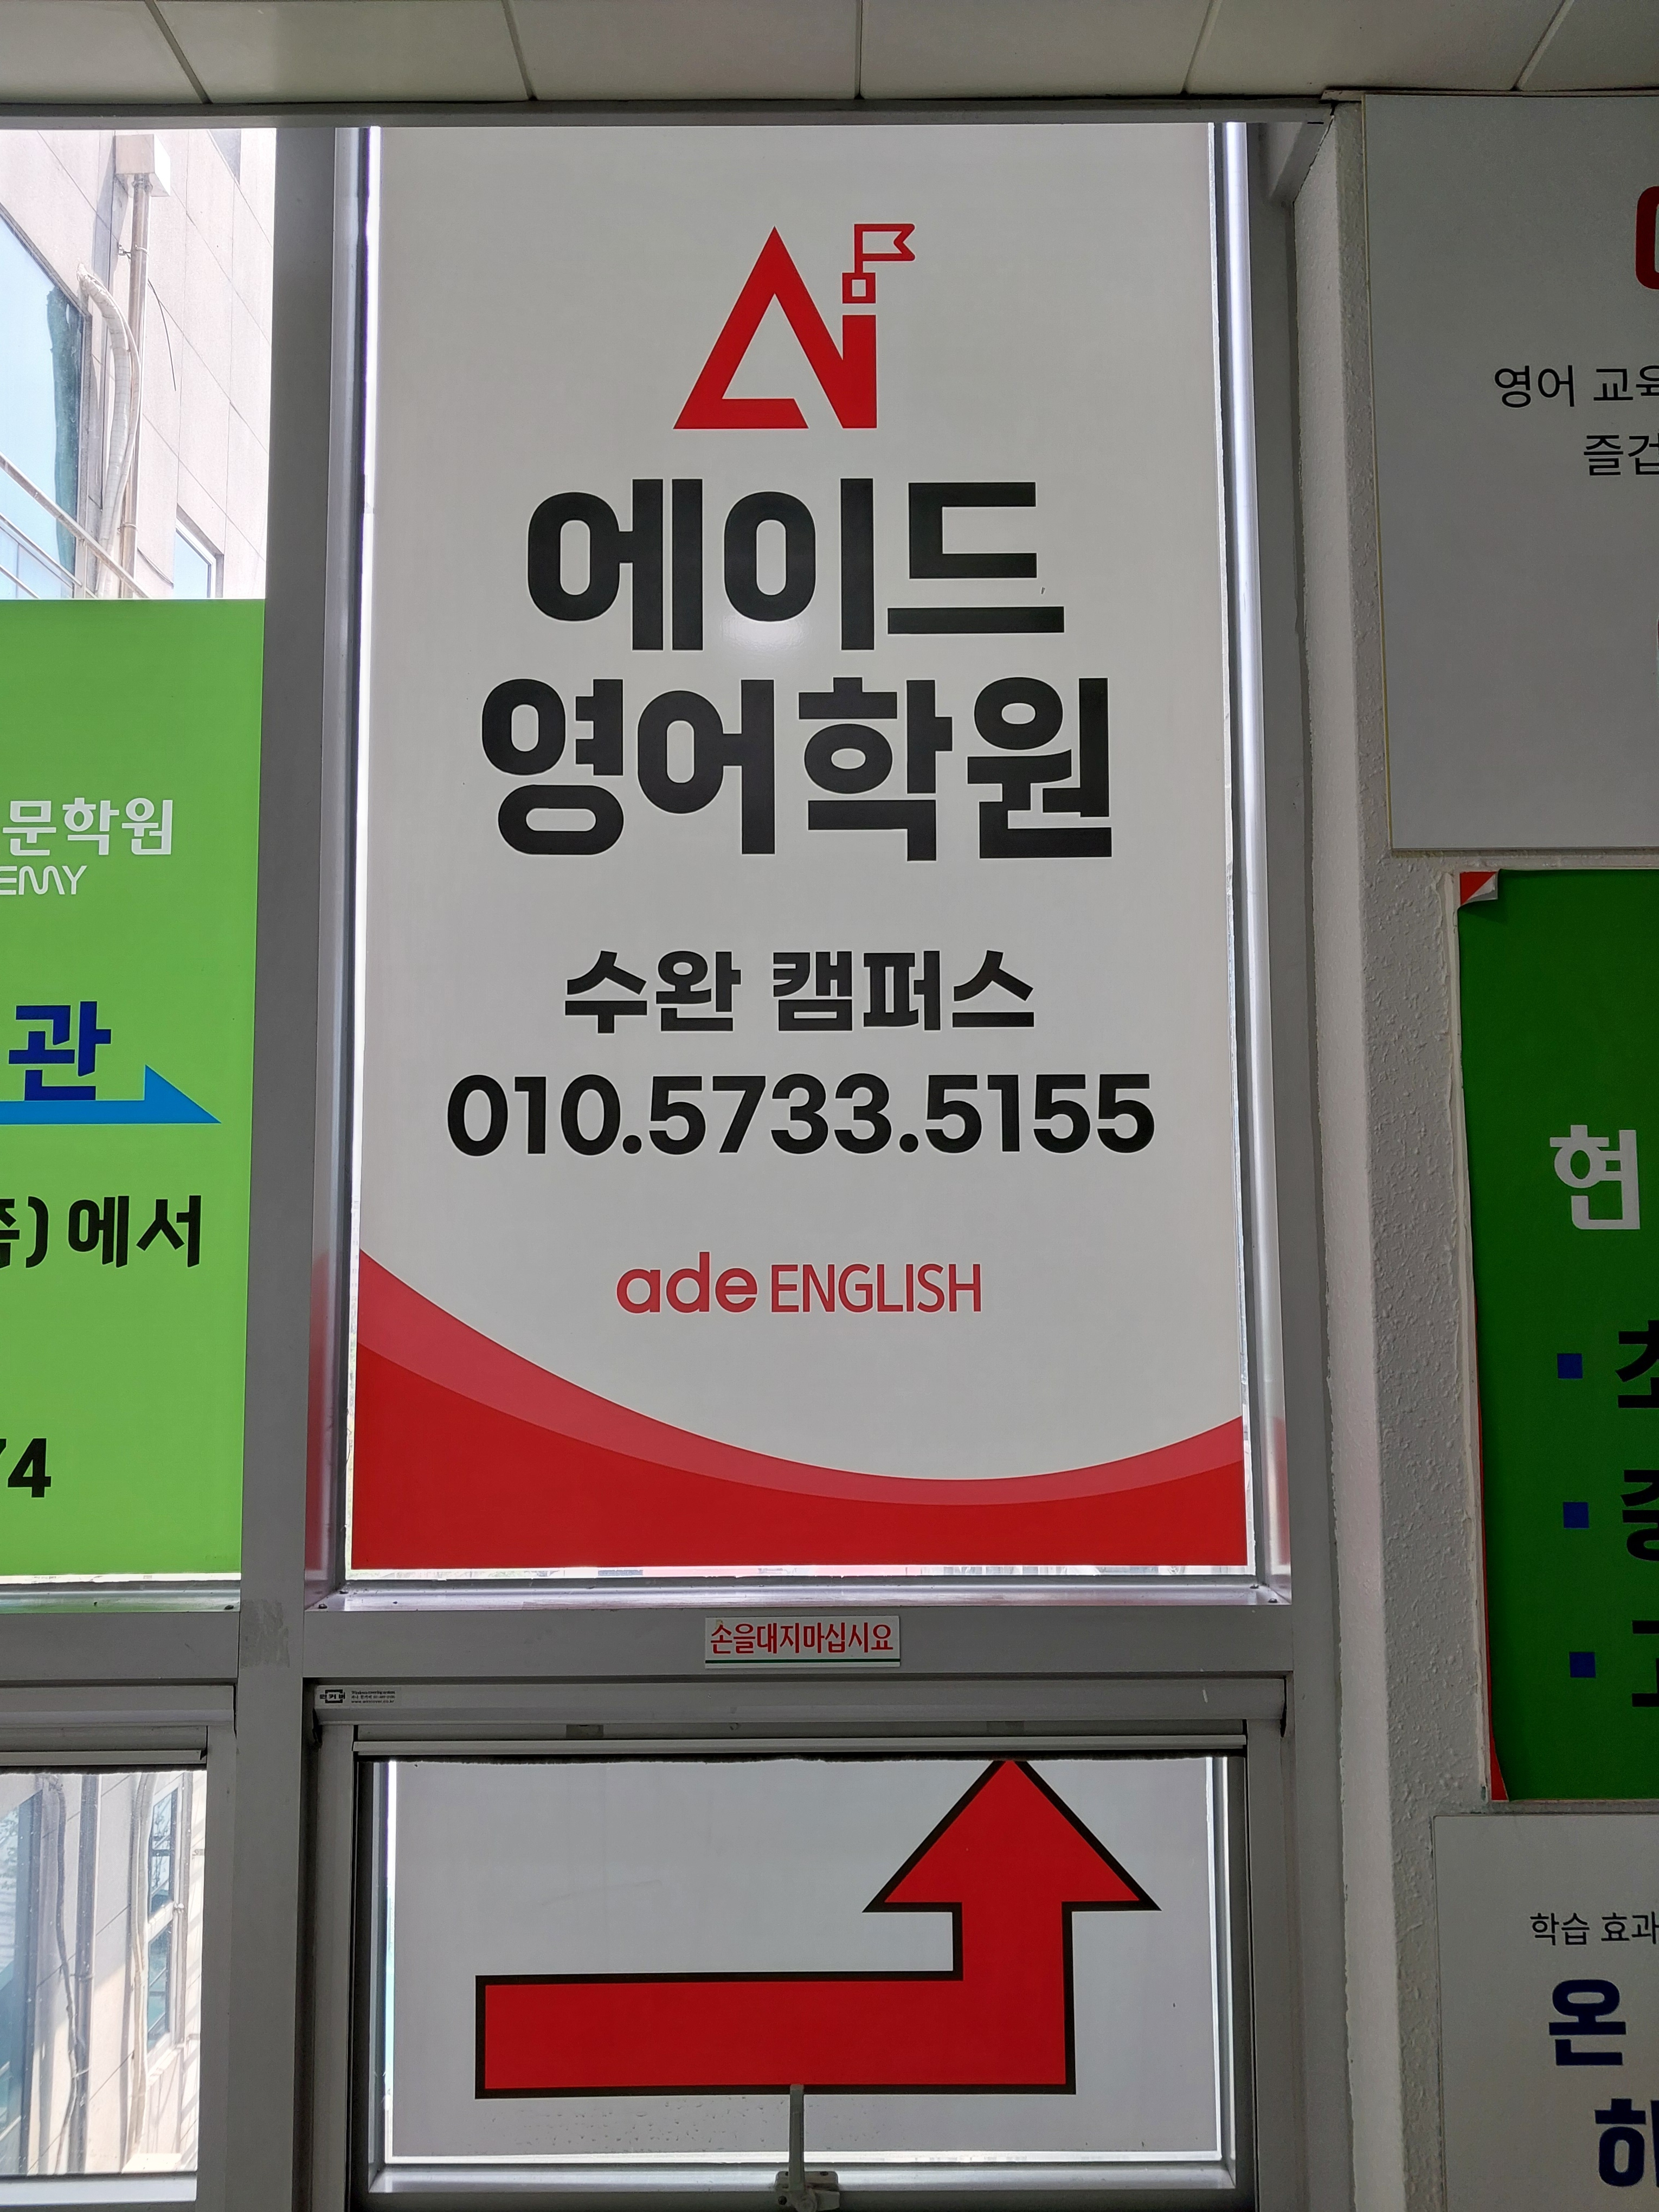 Ai
에이드
영어학원
수완 캠퍼스
010.5733.5155
ade ENGLISH
손을대지마십시요
문학원
EMY
관
에서
74
영어 교육
즐겁
현
학습 효과
온